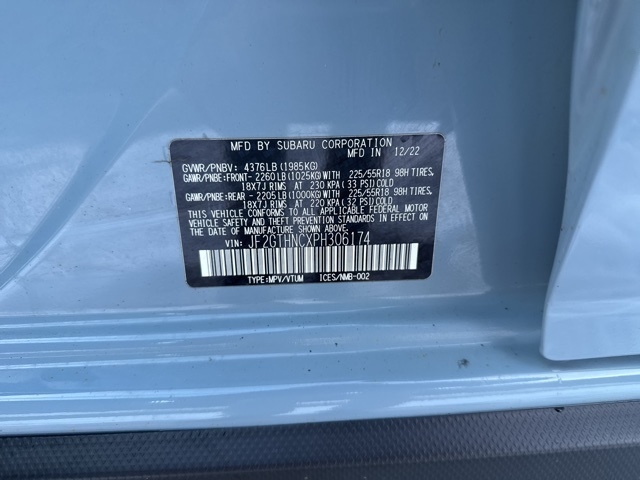 MFD BY SUBARU CORPORATION 12/22
GVWR/PNBV: 4376LB(1985KG)
GAWR/PNBE:FRONT- 2260LB(1025KG)WITH 225/55R18 98H TIRES,
18X7J RIMS AT 230 KPA( 33 PSI)COLD
GAWR/PNBE:REAR - 2205LB(1000KG)WITH 225/55R18 98H TIRES,
18X7J RIMS AT 220 KPA( 32 PSI)COLD
THIS VEHICLE CONFORMS TO ALL APPLICABLE FEDERAL MOTOR
VEHICLE SAFETY AND THEFT PREVENTION STANDARDS IN EFFECT ON
THE DATE OF MANUFACTURE SHOWN ABOVE.
VIN: JF2GTHNCXPH306174
TYPE:MPV/VTUM ICES/NMB-002